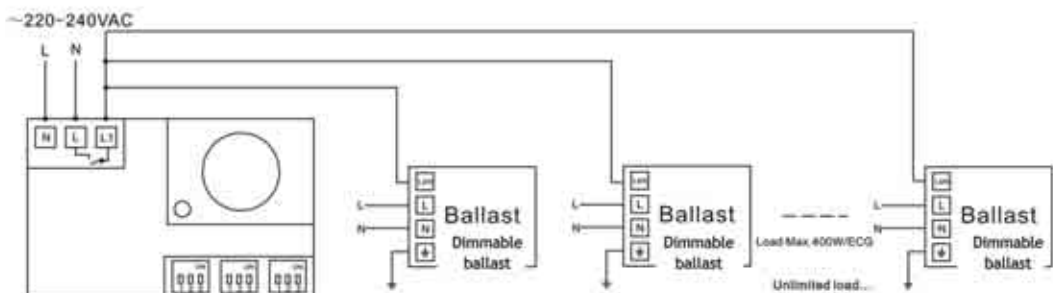 ~220-240VAC
L N
N L L1
L
N
L
N
Ballast
Dimmable
ballast
L
N
L
N
Ballast
Dimmable
ballast
Load Max 400W/ECG
Unlimited load...
L
N
L
N
Ballast
Dimmable
ballast